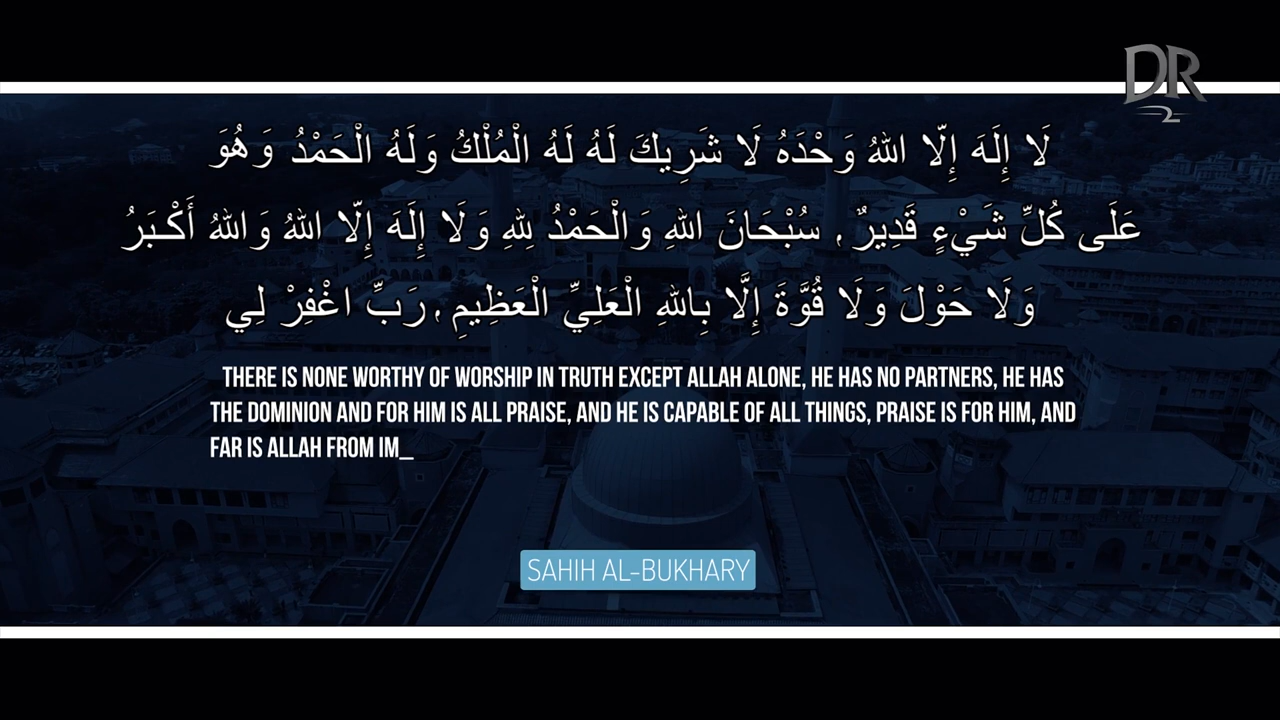 DR
2
لَا إِلَهَ إِلّا اللهُ وَحْدَهُ لَا شَرِيكَ لَهُ لَهُ الْمُلْكُ وَلَهُ الْحَمْدُ وَهُوَ
عَلَى كُلِّ شَيْءٍ قَدِيرٌ ، سُبْحَانَ اللهِ وَالْحَمْدُ لِلهِ وَلَا إِلَهَ إِلّا اللهُ وَاللهُ أَكْـبَرُ
وَلَا حَوْلَ وَلَا قُوَّةَ إِلَّا بِاللهِ الْعَلِيِّ الْعَظِيمِ ، رَبِّ اغْفِرْ لِي
THERE IS NONE WORTHY OF WORSHIP IN TRUTH EXCEPT ALLAH ALONE, HE HAS NO PARTNERS, HE HAS
THE DOMINION AND FOR HIM IS ALL PRAISE, AND HE IS CAPABLE OF ALL THINGS, PRAISE IS FOR HIM, AND
FAR IS ALLAH FROM IM_
SAHIH AL-BUKHARY